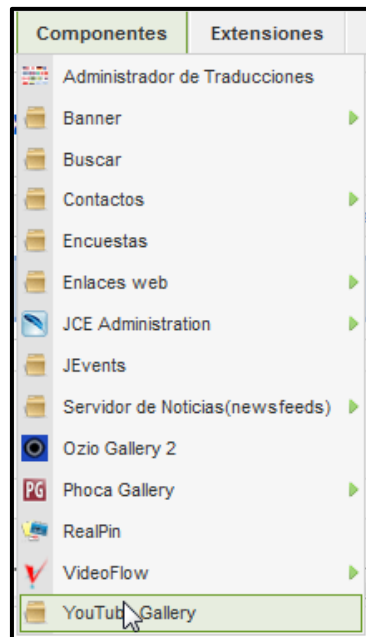 Componentes Extensiones
Administrador de Traducciones
Banner
Buscar
Contactos
Encuestas
Enlaces web
JCE Administration
JEvents
Servidor de Noticias(newsfeeds)
Ozio Gallery 2
PG Phoca Gallery
RealPin
VideoFlow
YouTube Gallery